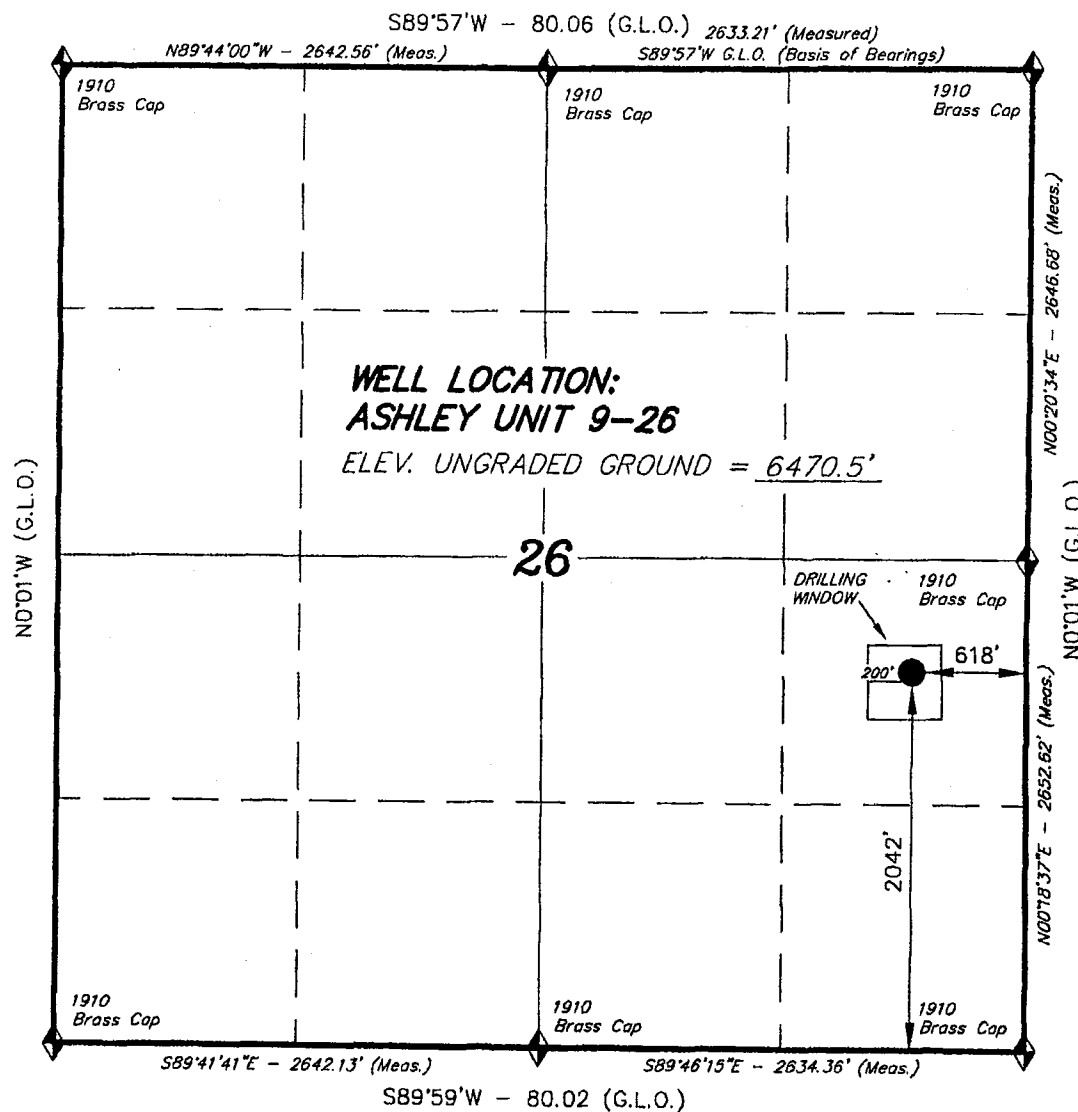 S89°57'W - 80.06 (G.L.O.)
2633.21' (Measured)
N89°44'00"W - 2642.56' (Meas.)
S89°57'W G.L.O. (Basis of Bearings)
1910
Brass Cap
1910
Brass Cap
1910
Brass Cap
N00°20'34"E - 2646.68' (Meas.)
WELL LOCATION:
ASHLEY UNIT 9-26
ELEV. UNGRADED GROUND = 6470.5'
N0°01'W (G.L.O.)
N0°01'W (G.L.O.)
26
DRILLING
WINDOW
1910
Brass Cap
618'
200'
2042'
N00°18'37"E - 2652.62' (Meas.)
1910
Brass Cap
1910
Brass Cap
1910
Brass Cap
S89°41'41"E - 2642.13' (Meas.)
S89°46'15"E - 2634.36' (Meas.)
S89°59'W - 80.02 (G.L.O.)